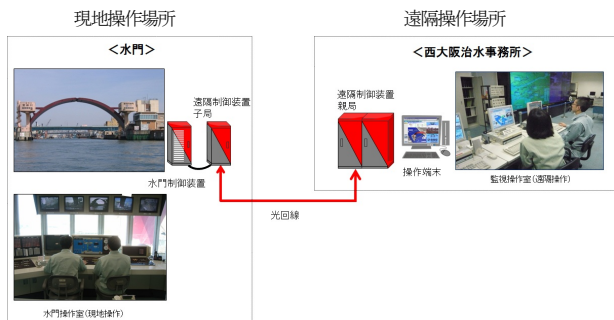 現地操作場所
遠隔操作場所
＜水門＞
＜西大阪治水事務所＞
遠隔制御装置
子局
遠隔制御装置
親局
水門制御装置
操作端末
監視操作室(遠隔操作)
光回線
水門操作室(現地操作)